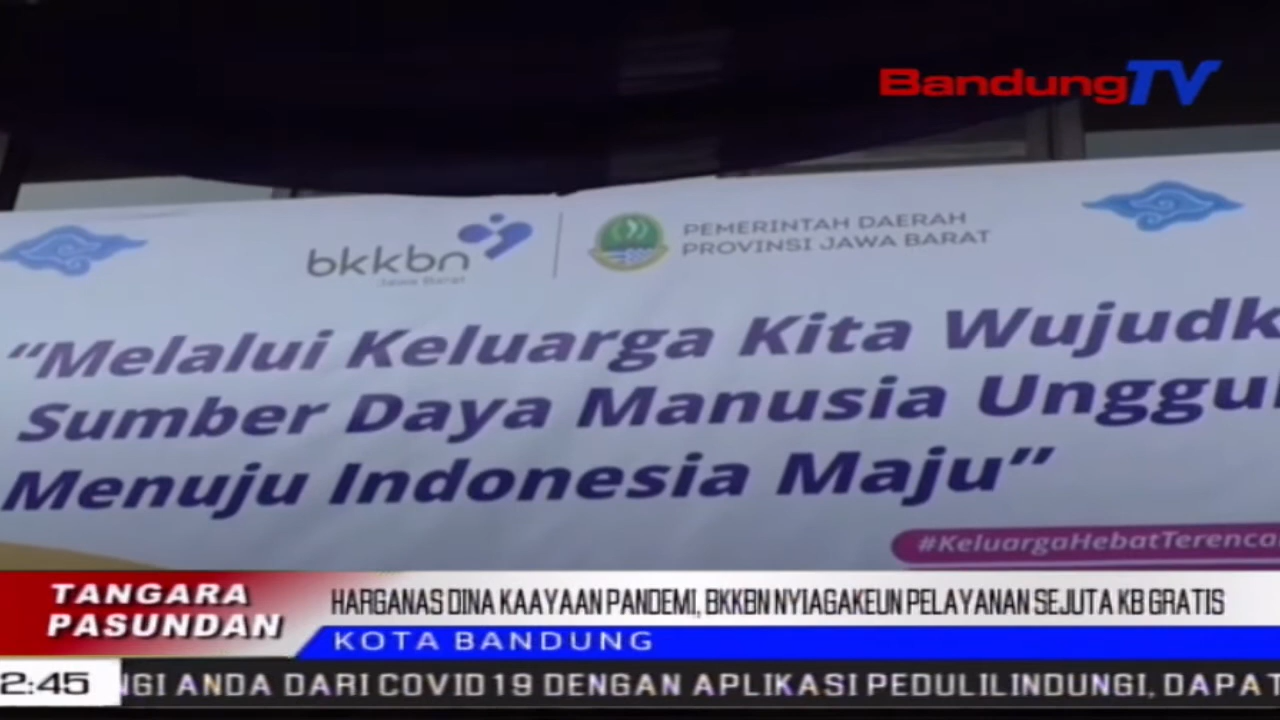 BandungTV
bkkbn
Jawa Barat
PEMERINTAH DAERAH
PROVINSI JAWA BARAT
"Melalui Keluarga Kita Wujudk
Sumber Daya Manusia Unggul
Menuju Indonesia Maju"
#KeluargaHebatTerenca
TANGARA
PASUNDAN
HARGANAS DINA KAAYAAN PANDEMI, BKKBN NYIAGAKEUN PELAYANAN SEJUTA KB GRATIS
KOTA BANDUNG
2:45
NGI ANDA DARI COVID19 DENGAN APLIKASI PEDULILINDUNGI, DAPAT